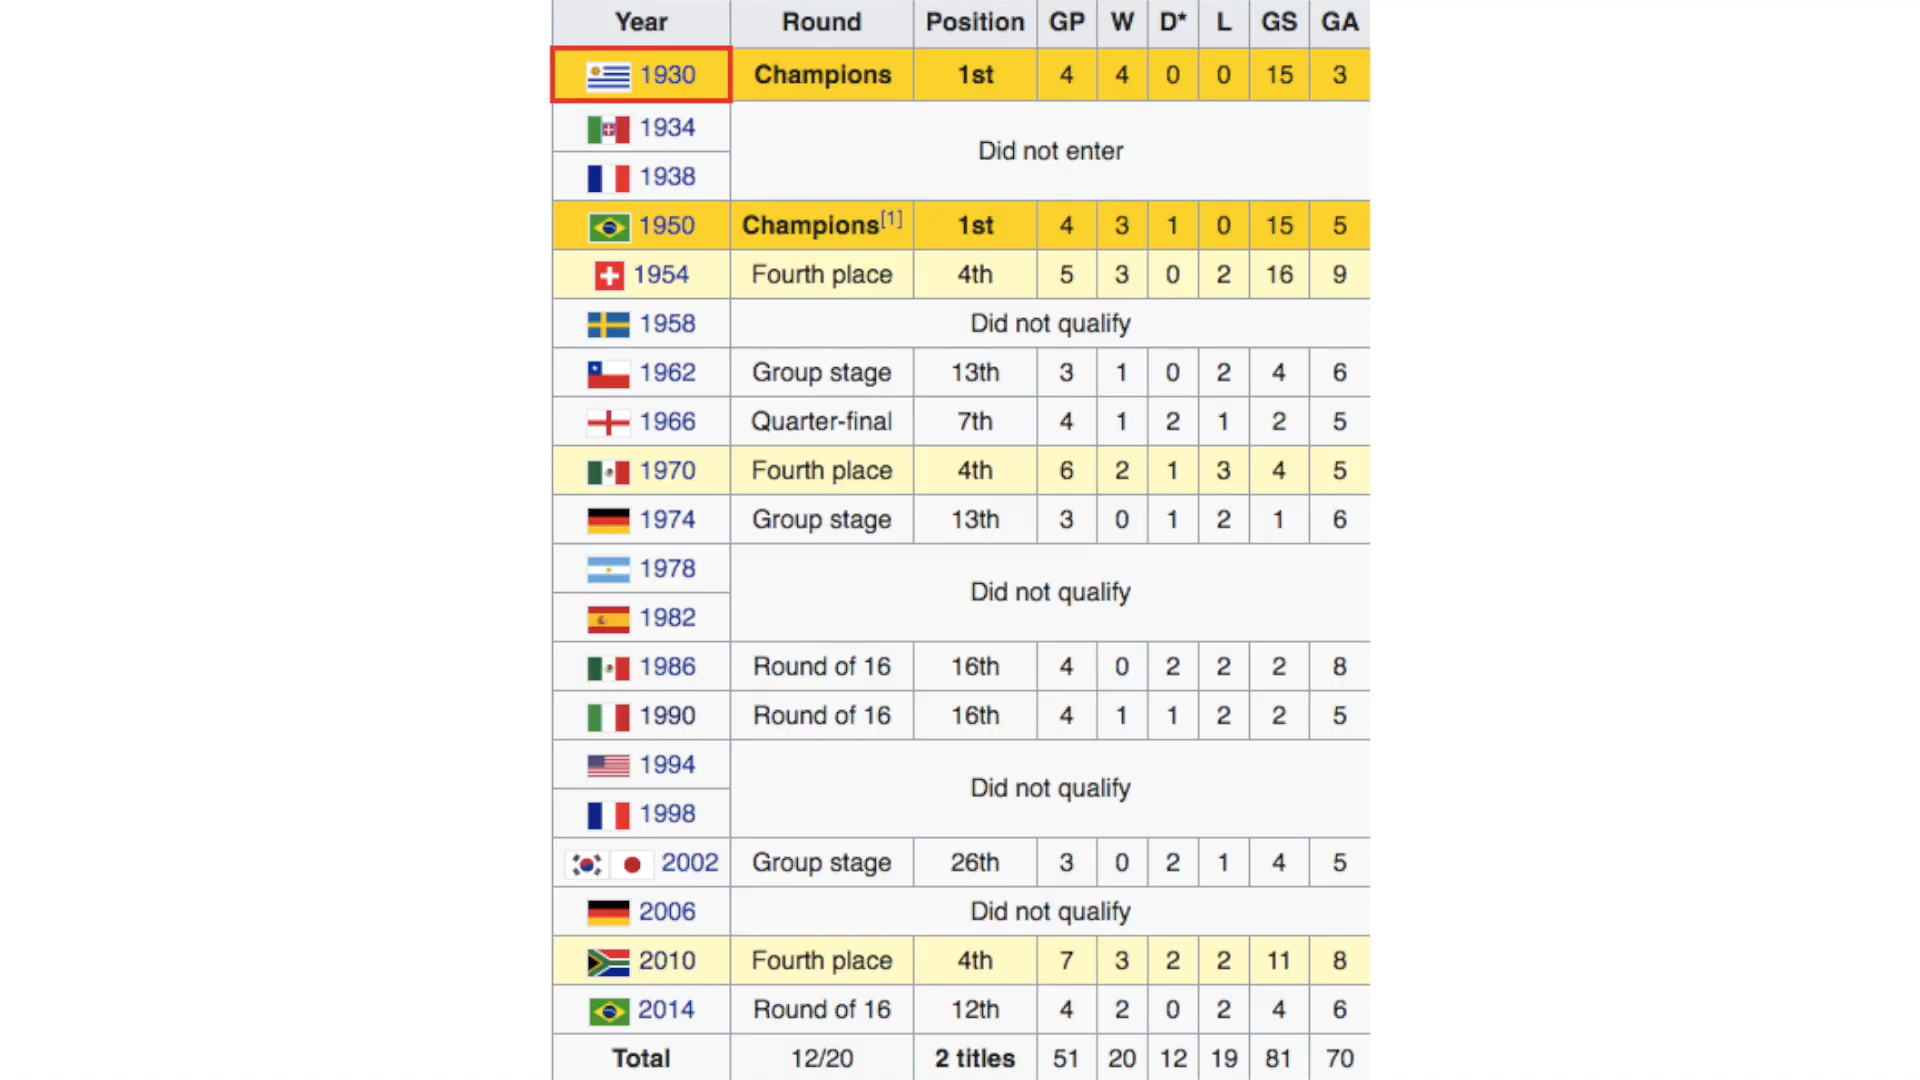 Year Round Position GP W D* L GS GA
1930 Champions 1st 4 4 0 0 15 3
1934
Did not enter
1938
1950 Champions[1] 1st 4 3 1 0 15 5
1954 Fourth place 4th 5 3 0 2 16 9
1958 Did not qualify
1962 Group stage 13th 3 1 0 2 4 6
1966 Quarter-final 7th 4 1 2 1 2 5
1970 Fourth place 4th 6 2 1 3 4 5
1974 Group stage 13th 3 0 1 2 1 6
1978
Did not qualify
1982
1986 Round of 16 16th 4 0 2 2 2 8
1990 Round of 16 16th 4 1 1 2 2 5
1994
Did not qualify
1998
2002 Group stage 26th 3 0 2 1 4 5
2006 Did not qualify
2010 Fourth place 4th 7 3 2 2 11 8
2014 Round of 16 12th 4 2 0 2 4 6
Total 12/20 2 titles 51 20 12 19 81 70